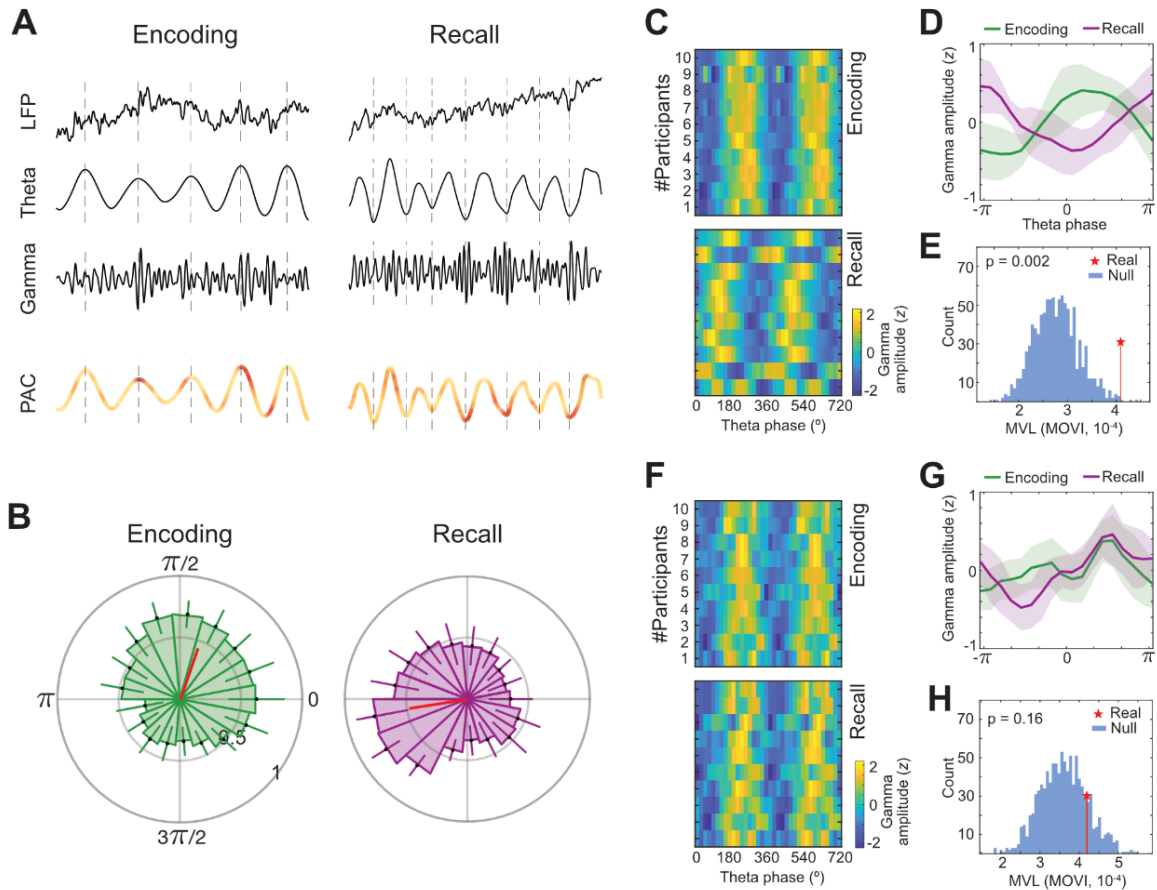 A
Encoding
Recall
LFP
Theta
Gamma
PAC
B
Encoding
Recall
π/2
π
0
0.5
1
3π/2
C
#Participants
10
9
8
7
6
5
4
3
2
1
Encoding
Recall
2
0
-2
Gamma
amplitude (z)
0 180 360 540 720
Theta phase (º)
D
Encoding Recall
Gamma amplitude (z)
1
0
-1
-π 0 π
Theta phase
E
p = 0.002
Real
Null
Count
70
50
30
10
2 3 4
MVL (MOVI, 10-4)
F
#Participants
10
9
8
7
6
5
4
3
2
1
Encoding
Recall
2
0
-2
Gamma
amplitude (z)
0 180 360 540 720
Theta phase (º)
G
Encoding Recall
Gamma amplitude (z)
1
0
-1
-π 0 π
H
p = 0.16
Real
Null
Count
70
50
30
10
2 3 4 5
MVL (MOVI, 10-4)